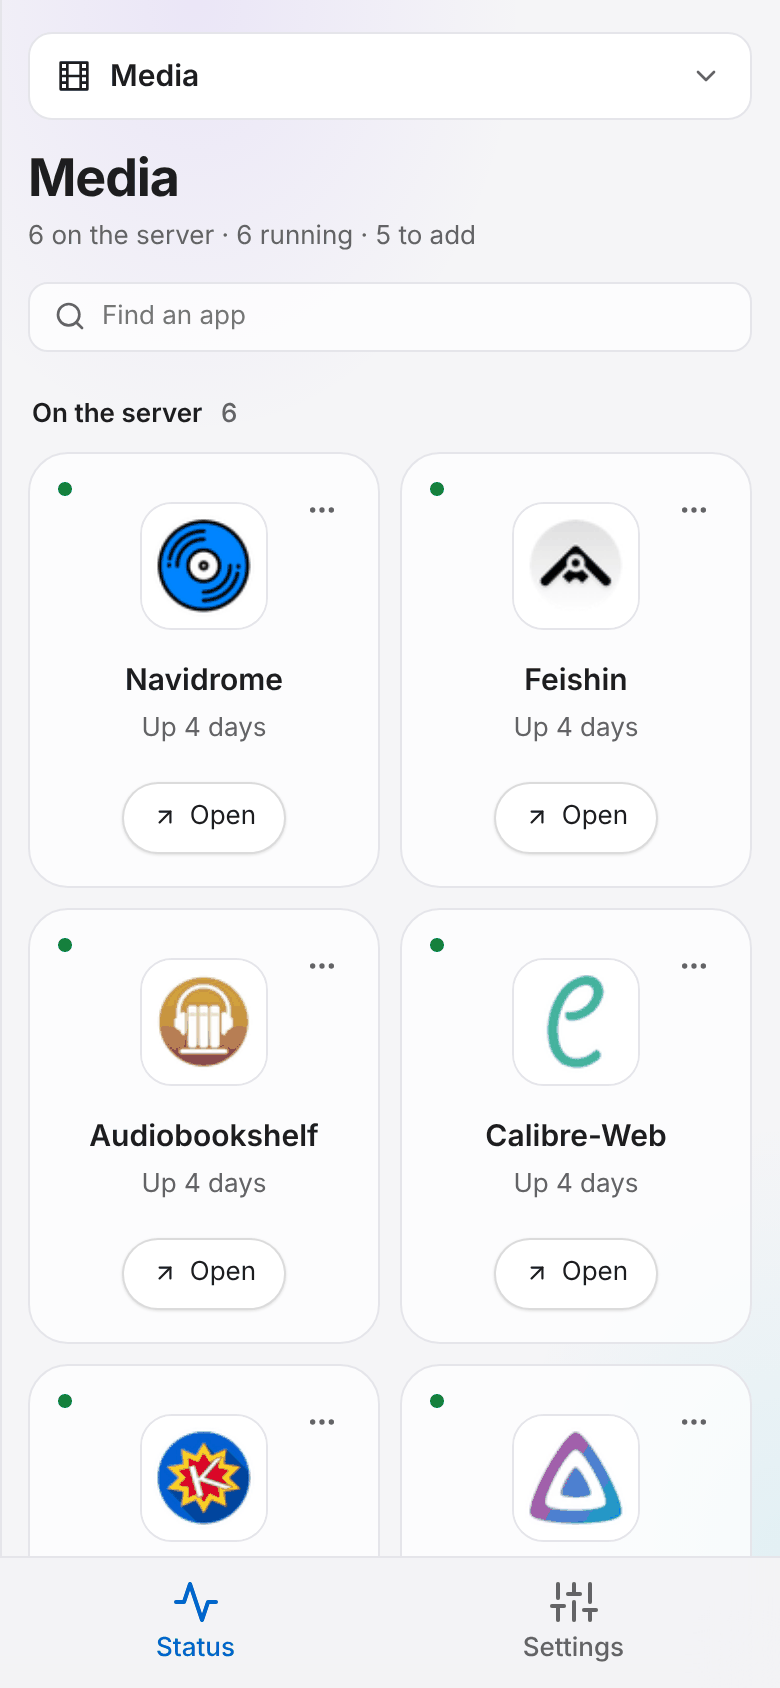 Media
Media
6 on the server · 6 running · 5 to add
Find an app
On the server 6
Navidrome
Up 4 days
Open
Feishin
Up 4 days
Open
Audiobookshelf
Up 4 days
Open
Calibre-Web
Up 4 days
Open
K
Status
Settings